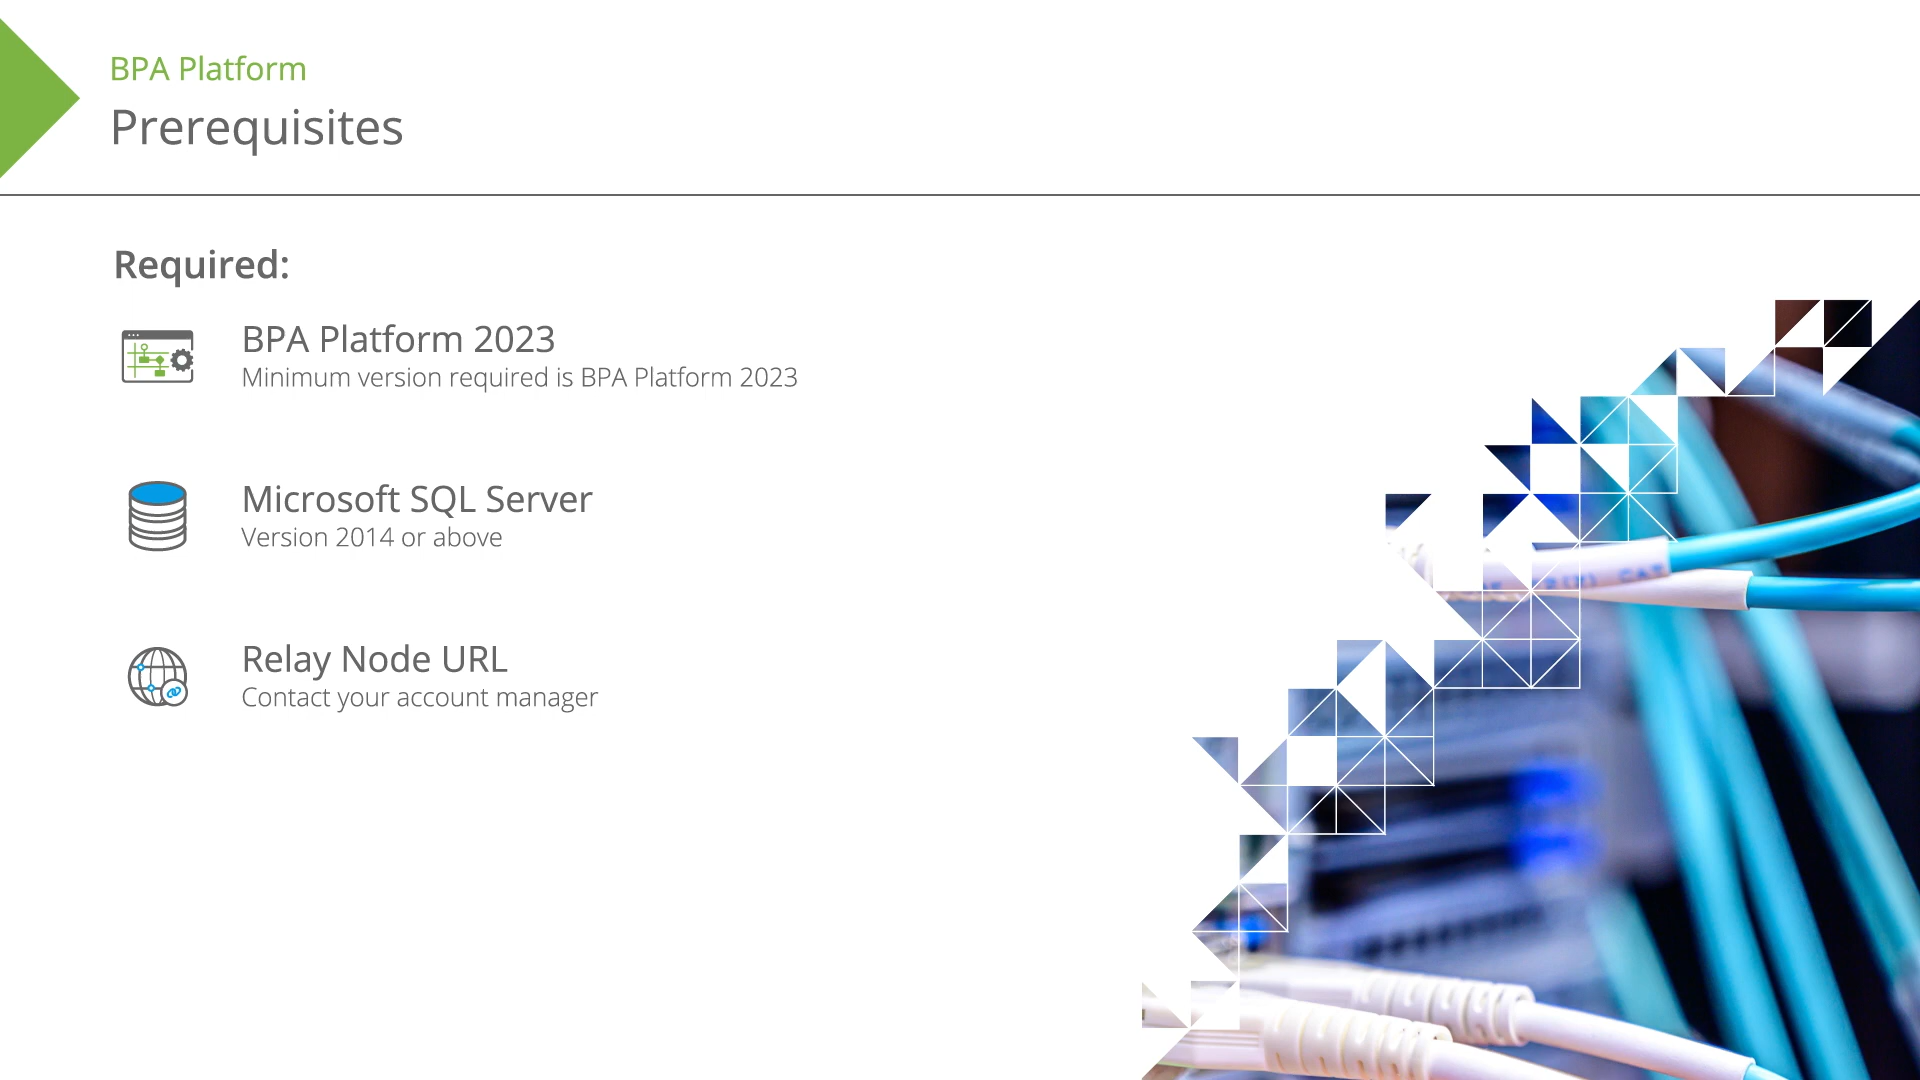 BPA Platform
Prerequisites
Required:
BPA Platform 2023
Minimum version required is BPA Platform 2023
Microsoft SQL Server
Version 2014 or above
Relay Node URL
Contact your account manager